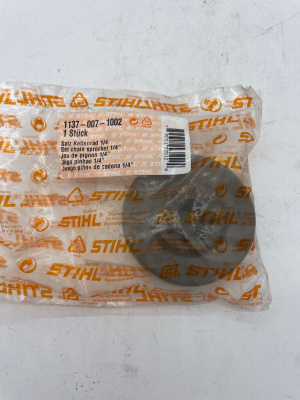 1137-007-1002
1 Stück
Satz Kettenrad 1/4"
Set chain sprocket 1/4"
Jeu de pignon 1/4"
Jogo pinhao 1/4"
Juego piñon de cadena 1/4"
STIHL
STIHL
STIHL
STIHL
STIHL
STIHL